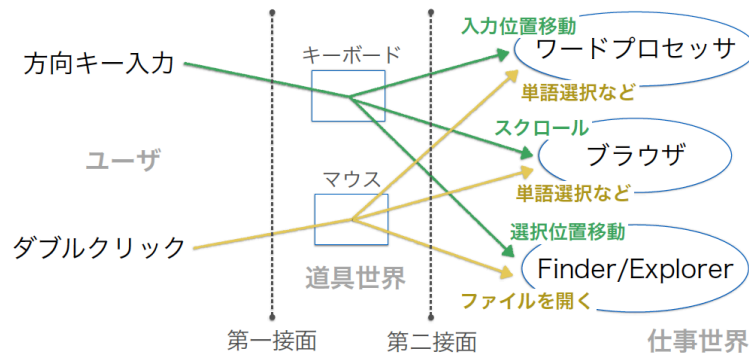 入力位置移動
方向キー入力
キーボード
ワードプロセッサ
単語選択など
スクロール
ユーザ
マウス
ブラウザ
単語選択など
ダブルクリック
選択位置移動
道具世界
Finder/Explorer
ファイルを開く
第一接面
第二接面
仕事世界